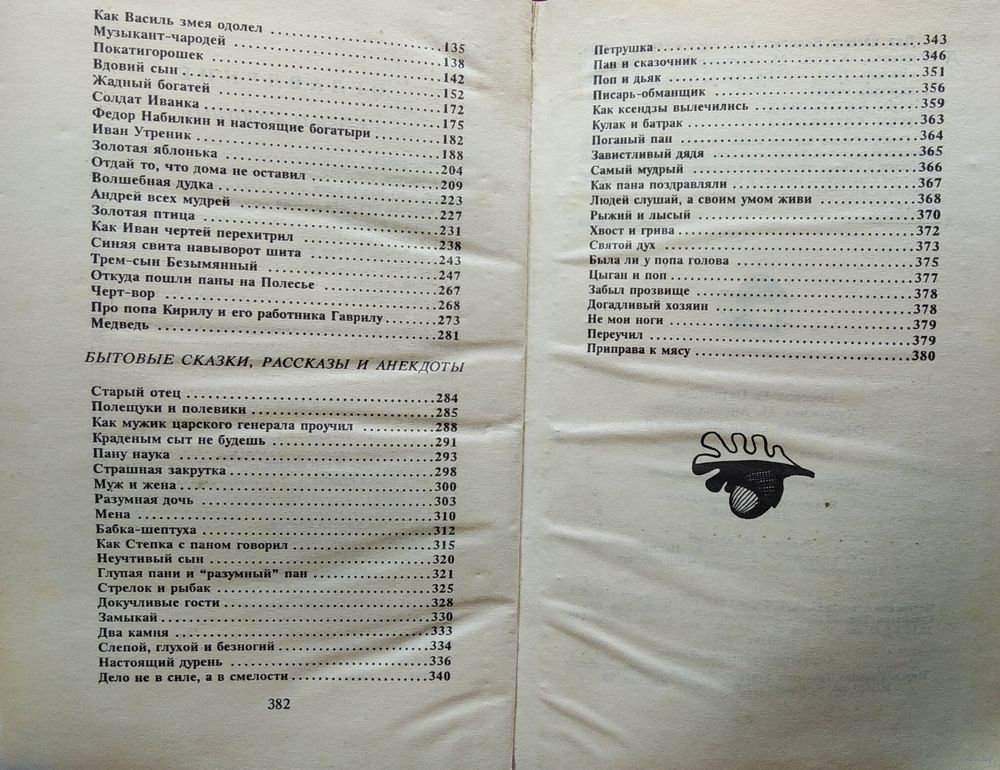 Как Василь змея одолел 135
Музыкант-чародей 138
Покатигорошек 142
Вдовий сын 152
Жадный богатей 172
Солдат Иванка 175
Федор Набилкин и настоящие богатыри 182
Иван Утреник 188
Золотая яблонька 204
Отдай то, что дома не оставил 209
Волшебная дудка 223
Андрей всех мудрей 227
Золотая птица 231
Как Иван чертей перехитрил 238
Синяя свита навыворот шита 243
Трем-сын Безымянный 247
Откуда пошли паны на Полесье 267
Черт-вор 268
Про попа Кирилу и его работника Гаврилу 273
Медведь 281
БЫТОВЫЕ СКАЗКИ, РАССКАЗЫ И АНЕКДОТЫ
Старый отец 284
Полещуки и полевики 285
Как мужик царского генерала проучил 288
Краденым сыт не будешь 291
Пану наука 293
Страшная закрутка 298
Муж и жена 300
Разумная дочь 303
Мена 310
Бабка-шептуха 312
Как Степка с паном говорил 315
Неучтивый сын 320
Глупая пани и “разумный” пан 321
Стрелок и рыбак 325
Докучливые гости 328
Замыкай 330
Два камня 333
Слепой, глухой и безногий 334
Настоящий дурень 336
Дело не в силе, а в смелости 340
382
Петрушка 343
Пан и сказочник 346
Поп и дьяк 351
Писарь-обманщик 356
Как ксендзы вылечились 359
Кулак и батрак 363
Поганый пан 364
Завистливый дядя 365
Самый мудрый 366
Как пана поздравляли 367
Людей слушай, а своим умом живи 368
Рыжий и лысый 370
Хвост и грива 372
Святой дух 373
Была ли у попа голова 375
Цыган и поп 377
Забыл прозвище 378
Догадливый хозяин 378
Не мои ноги 379
Переучил 379
Приправа к мясу 380